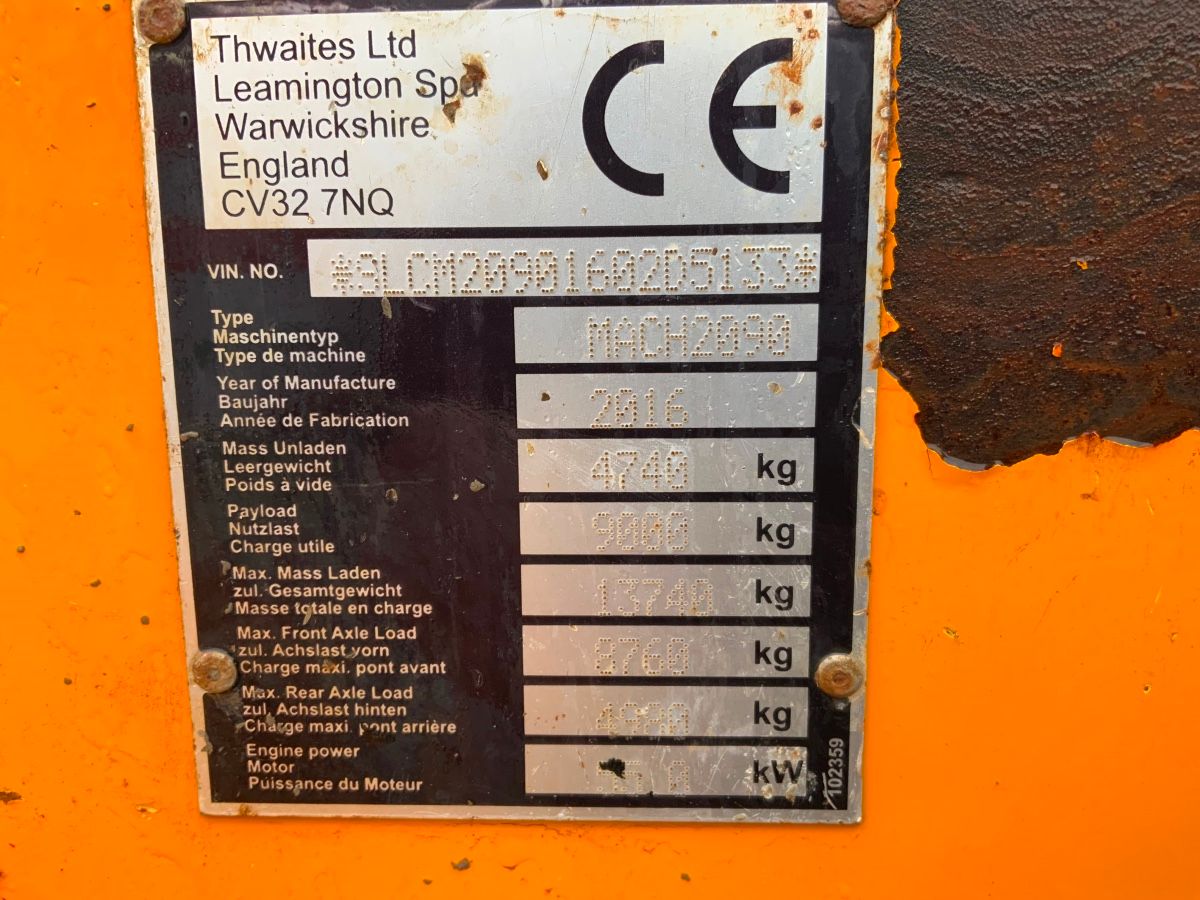 Thwaites Ltd
Leamington Spa
Warwickshire
England
CV32 7NQ
CE
VIN. NO. *SLCM20901602D5133*
Type
Maschinentyp
Type de machine
MACH2090
Year of Manufacture
Baujahr
Année de Fabrication
2016
Mass Unladen
Leergewicht
Poids à vide
4740 kg
Payload
Nutzlast
Charge utile
9000 kg
Max. Mass Laden
zul. Gesamtgewicht
Masse totale en charge
13740 kg
Max. Front Axle Load
zul. Achslast vorn
Charge maxi. pont avant
8760 kg
Max. Rear Axle Load
zul. Achslast hinten
Charge maxi. pont arrière
4990 kg
Engine power
Motor
Puissance du Moteur
kW
102359